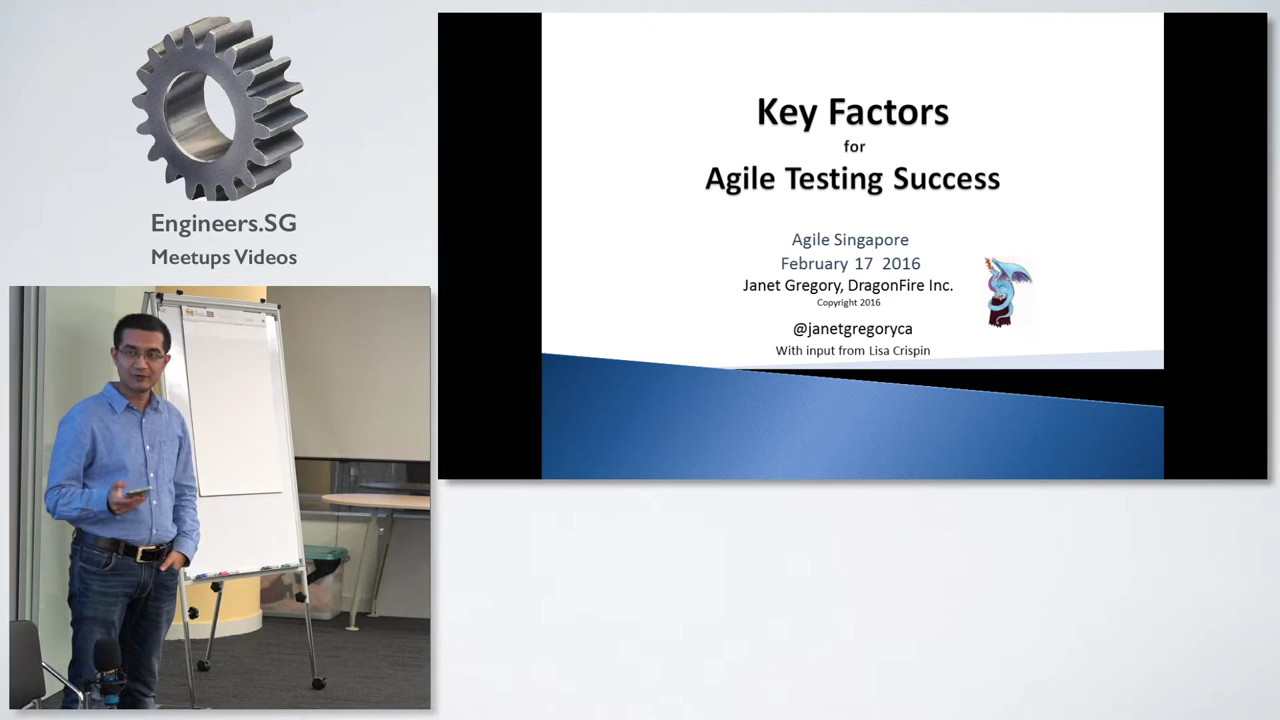 Engineers.SG
Meetups Videos
Key Factors
for
Agile Testing Success
Agile Singapore
February 17 2016
Janet Gregory, DragonFire Inc.
Copyright 2016
@janetgregoryca
With input from Lisa Crispin